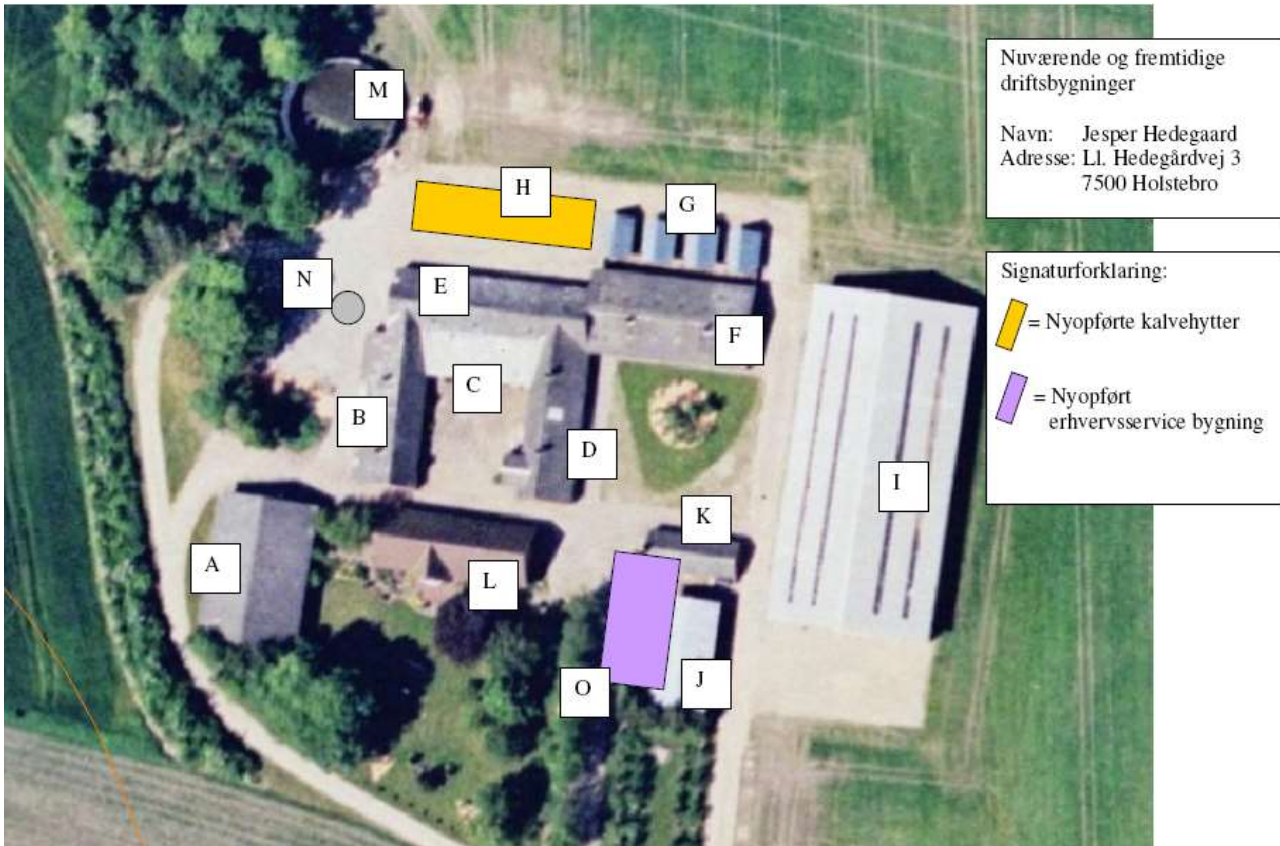 Nuværende og fremtidige
driftsbygninger
Navn: Jesper Hedegaard
Adresse: Ll. Hedegårdvej 3
7500 Holstebro
Signaturforklaring:
= Nyopførte kalvehytter
= Nyopført
erhvervsservice bygning
M
H
G
N
E
F
C
B
D
I
K
A
L
O
J